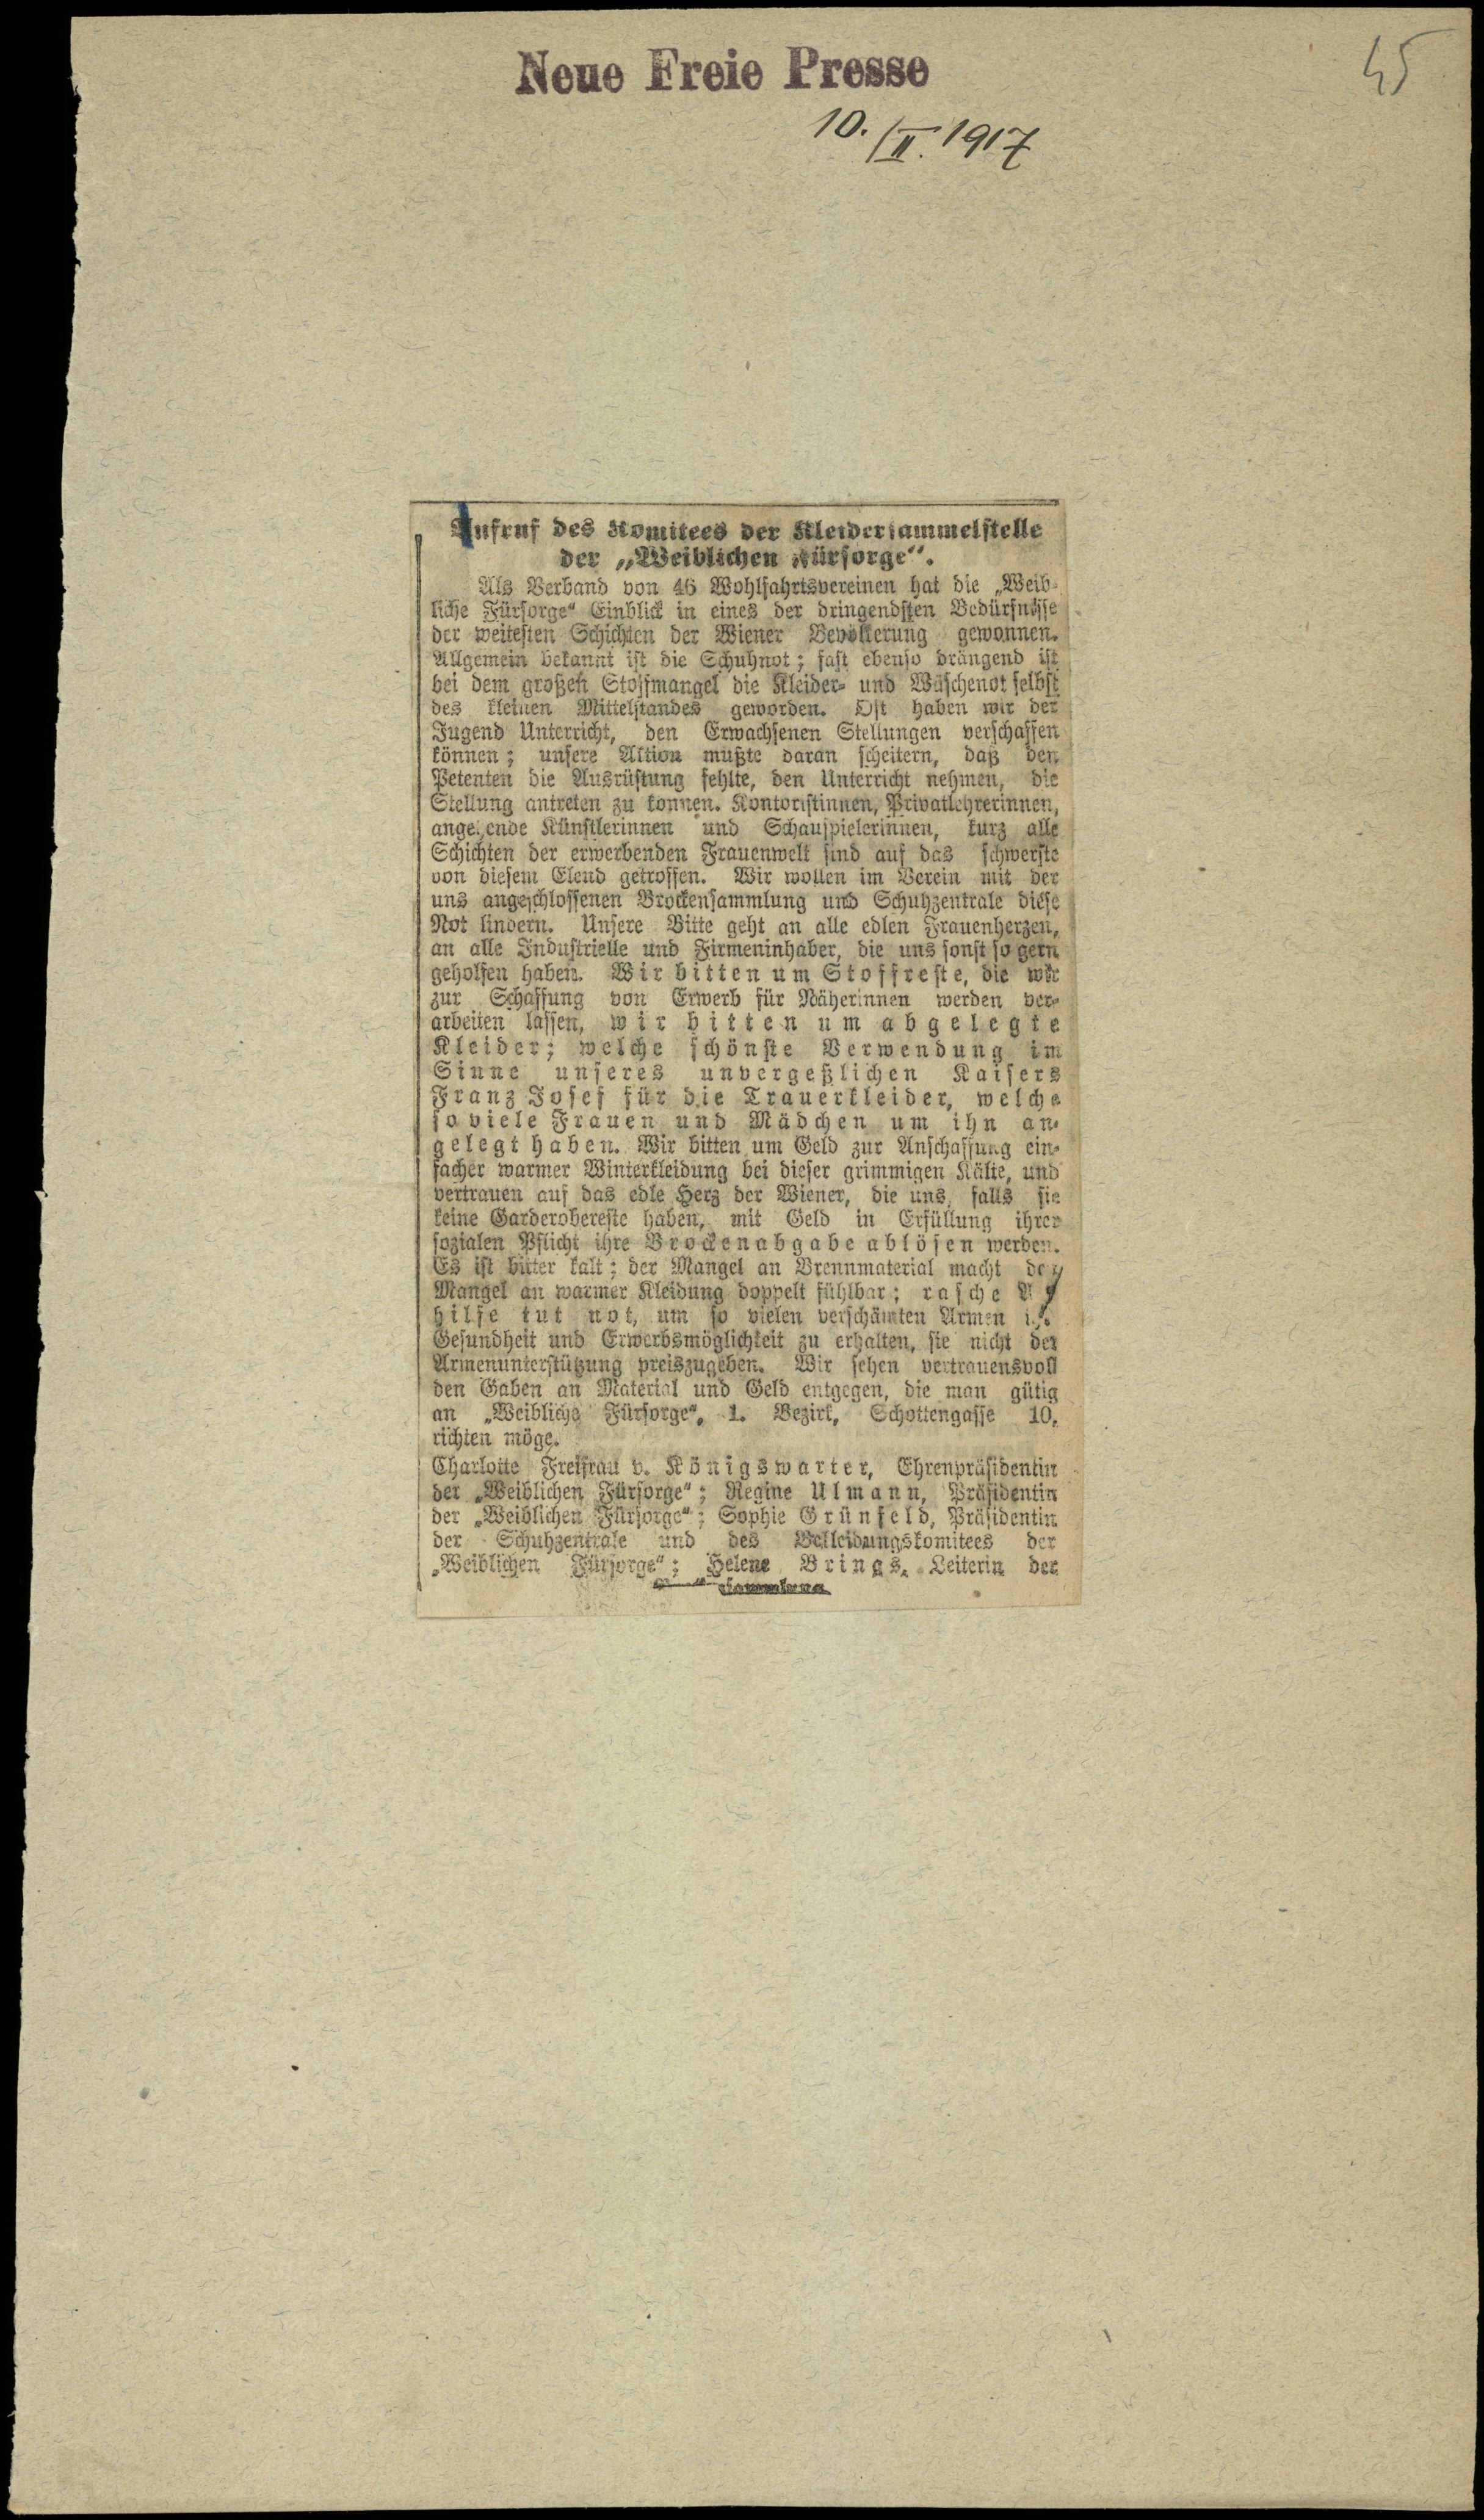 Neue Freie Presse
45
10./II. 1917
Aufruf des Komitees der Kleidersammelstelle
der „Weiblichen Fürsorge“.
Als Verband von 46 Wohlfahrtsvereinen hat die „Weib-
liche Fürsorge“ Einblick in eines der dringendsten Bedürfnisse
der weitesten Schichten der Wiener Bevölkerung gewonnen.
Allgemein bekannt ist die Schuhnot; fast ebenso drängend ist
bei dem großen Stoffmangel die Kleider- und Wäschenot selbst
des kleinen Mittelstandes geworden. Oft haben wir der
Jugend Unterricht, den Erwachsenen Stellungen verschaffen
können; unsere Aktion mußte daran scheitern, daß den
Petenten die Ausrüstung fehlte, den Unterricht nehmen, die
Stellung antreten zu können. Kontoristinnen, Privatlehrerinnen,
angehende Künstlerinnen und Schauspielerinnen, kurz alle
Schichten der erwerbenden Frauenwelt sind auf das schwerste
von diesem Elend getroffen. Wir wollen im Verein mit der
uns angeschlossenen Brockensammlung und Schuhzentrale diese
Not lindern. Unsere Bitte geht an alle edlen Frauenherzen,
an alle Industrielle und Firmeninhaber, die uns sonst so gern
geholfen haben. Wir bitten um Stoffreste, die wir
zur Schaffung von Erwerb für Näherinnen werden ver-
arbeiten lassen, wir bitten um abgelegte
Kleider; welche schönste Verwendung im
Sinne unseres unvergeßlichen Kaisers
Franz Josef für die Trauerkleider, welche
so viele Frauen und Mädchen um ihn an-
gelegt haben. Wir bitten um Geld zur Anschaffung ein-
facher warmer Winterkleidung bei dieser grimmigen Kälte, und
vertrauen auf das edle Herz der Wiener, die uns, falls sie
keine Garderobereste haben, mit Geld in Erfüllung ihrer
sozialen Pflicht ihre Brockenabgabe ablösen werden.
Es ist bitter kalt; der Mangel an Brennmaterial macht den
Mangel an warmer Kleidung doppelt fühlbar; rasche
hilfe tut not, um so vielen verschämten Armen
Gesundheit und Erwerbsmöglichkeit zu erhalten, sie nicht der
Armenunterstützung preiszugeben. Wir sehen vertrauensvoll
den Gaben an Material und Geld entgegen, die man gütig
an „Weibliche Fürsorge“, 1. Bezirk, Schottengasse 10,
richten möge.
Charlotte Freifrau v. Königswarter, Ehrenpräsidentin
der „Weiblichen Fürsorge“; Regine Ulmann, Präsidentin
der „Weiblichen Fürsorge“; Sophie Grünfeld, Präsidentin
der Schuhzentrale und des Bekleidungskomitees der
„Weiblichen Fürsorge“; Helene Brings, Leiterin der